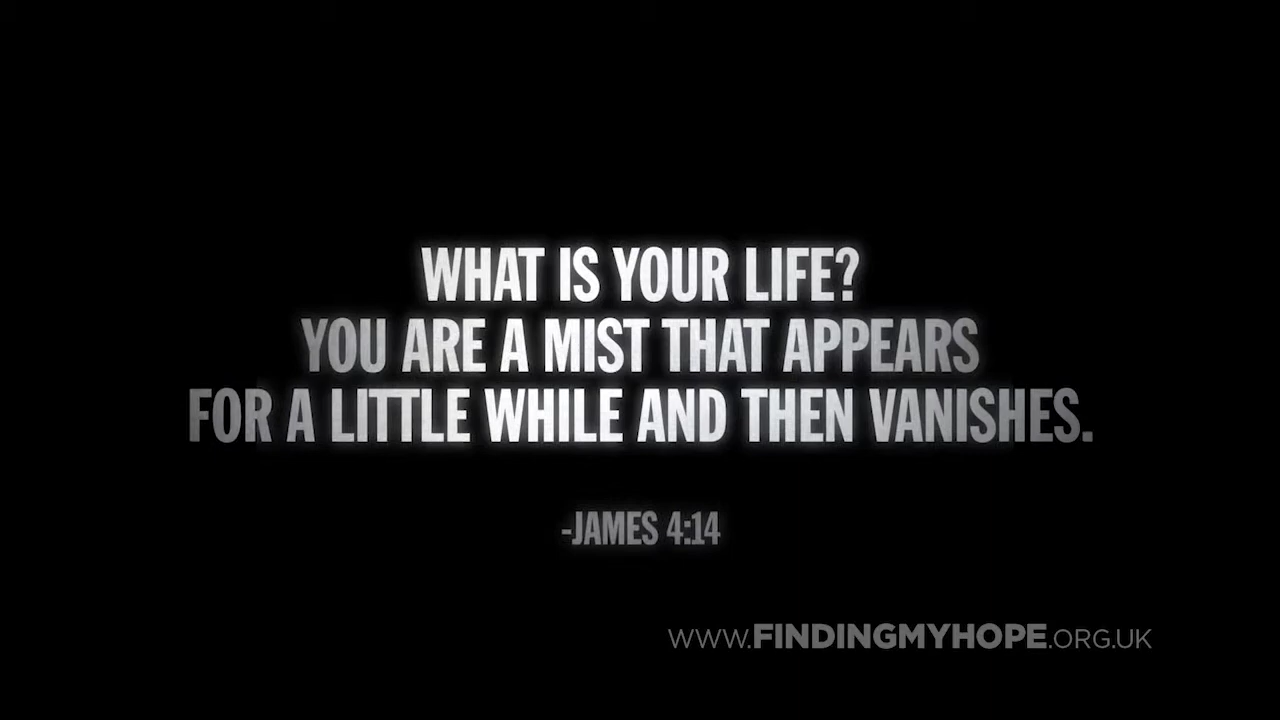 WHAT IS YOUR LIFE?
YOU ARE A MIST THAT APPEARS
FOR A LITTLE WHILE AND THEN VANISHES.
-JAMES 4:14
WWW.FINDINGMYHOPE.ORG.UK